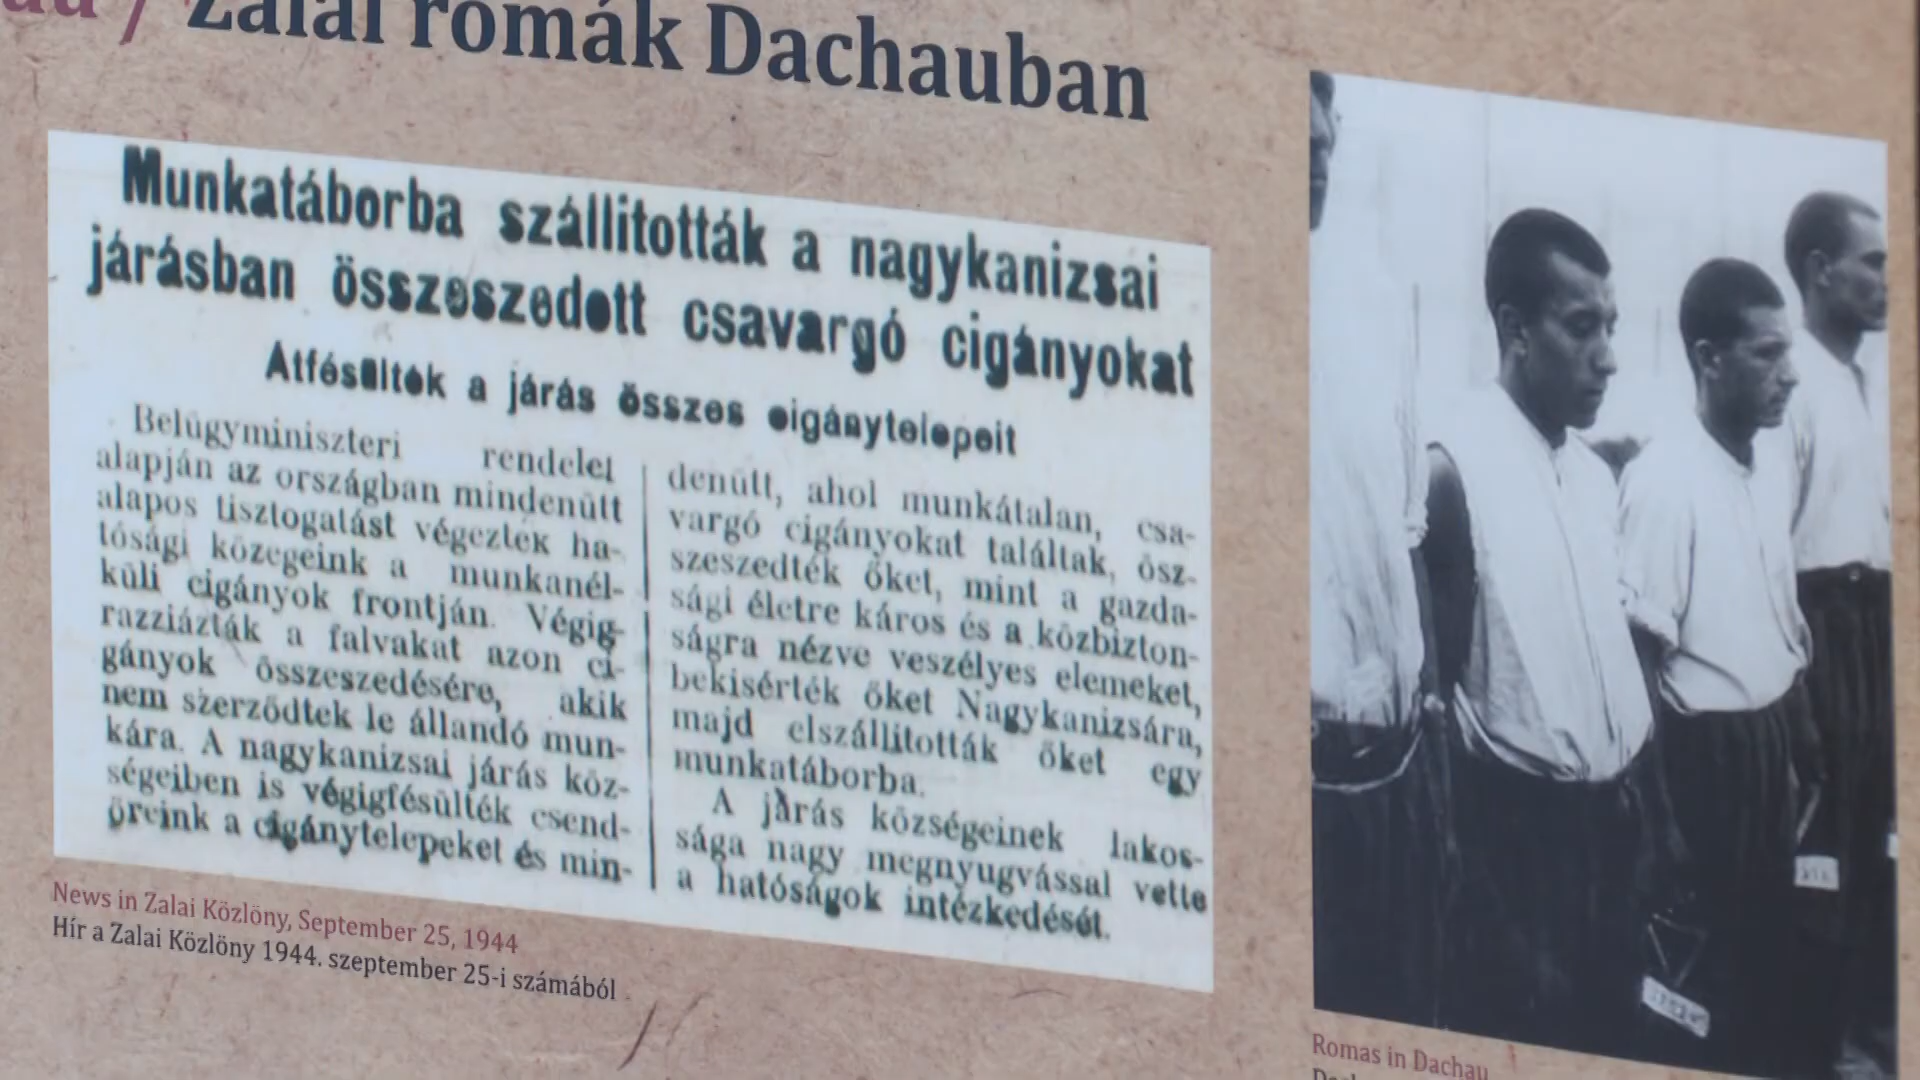 / Zalai romák Dachauban
Munkatáborba szállitották a nagykanizsai
járásban összeszedett csavargó cigányokat
Átfésülték a járás összes cigánytelepeit
Belügyminiszteri rendelet
alapján az országban mindenütt
alapos tisztogatást végeztek ha-
tósági közegeink a munkanél-
küli cigányok frontján. Végig-
razziázták a falvakat azon ci-
gányok összeszedésére, akik
nem szerződtek le állandó mun-
kára. A nagykanizsai járás köz-
ségeiben is végigfésülték csend-
őreink a cigánytelepeket és min-
denütt, ahol munkátalan, csa-
vargó cigányokat találtak, ösz-
szeszedték őket, mint a gazda-
sági életre káros és a közbizton-
ságra nézve veszélyes elemeket,
bekisérték őket Nagykanizsára,
majd elszállitották őket egy
munkatáborba.
A járás községeinek lakos-
sága nagy megnyugvással vette
a hatóságok intézkedését.
News in Zalai Közlöny, September 25, 1944
Hír a Zalai Közlöny 1944. szeptember 25-i számából
Romas in Dachau